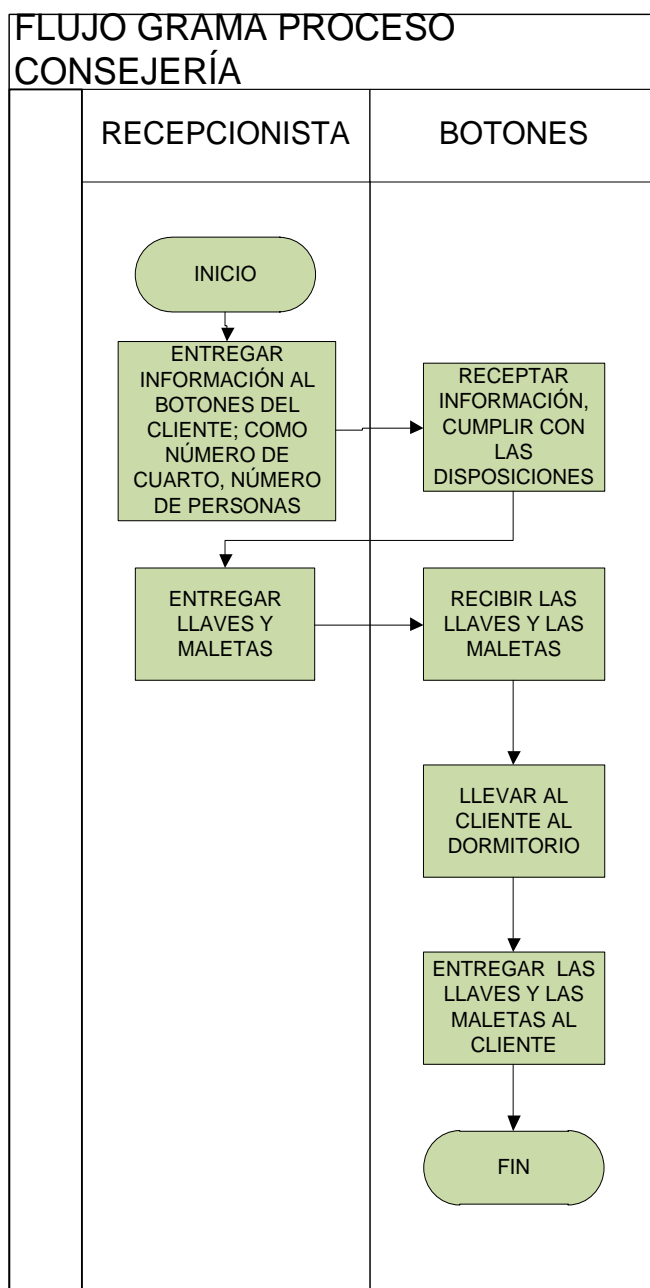 FLUJO GRAMA PROCESO
CONSEJERÍA
RECEPCIONISTA
BOTONES
INICIO
ENTREGAR
INFORMACIÓN AL
BOTONES DEL
CLIENTE; COMO
NÚMERO DE
CUARTO, NÚMERO
DE PERSONAS
RECEPTAR
INFORMACIÓN,
CUMPLIR CON
LAS
DISPOSICIONES
ENTREGAR
LLAVES Y
MALETAS
RECIBIR LAS
LLAVES Y LAS
MALETAS
LLEVAR AL
CLIENTE AL
DORMITORIO
ENTREGAR LAS
LLAVES Y LAS
MALETAS AL
CLIENTE
FIN